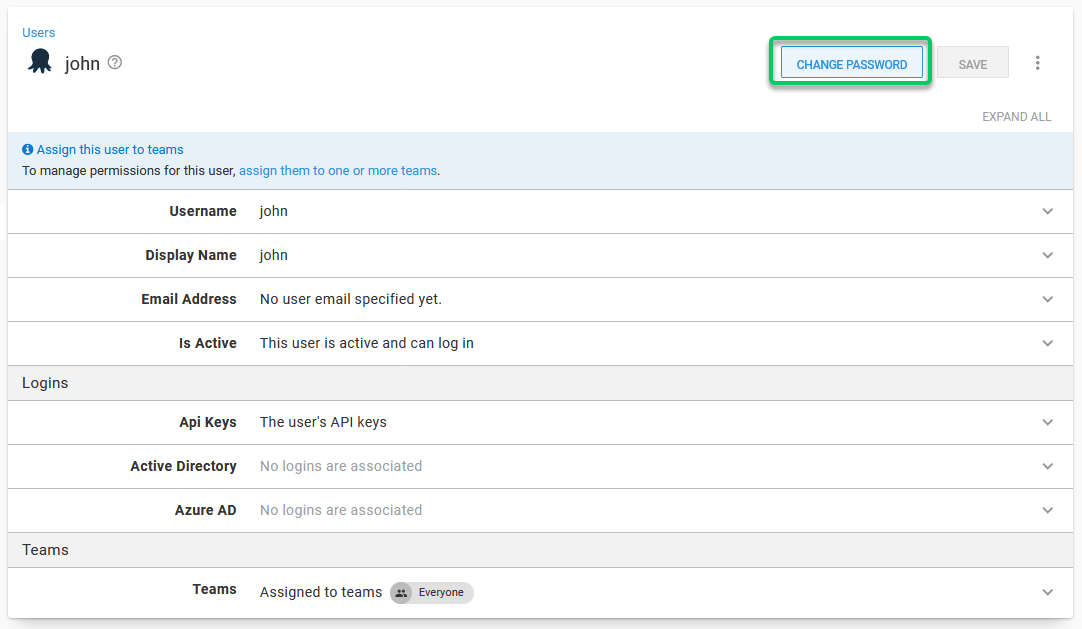 Users
john
CHANGE PASSWORD
SAVE
EXPAND ALL
Assign this user to teams
To manage permissions for this user, assign them to one or more teams.
Username john
Display Name john
Email Address No user email specified yet.
Is Active This user is active and can log in
Logins
Api Keys The user's API keys
Active Directory No logins are associated
Azure AD No logins are associated
Teams
Teams Assigned to teams Everyone